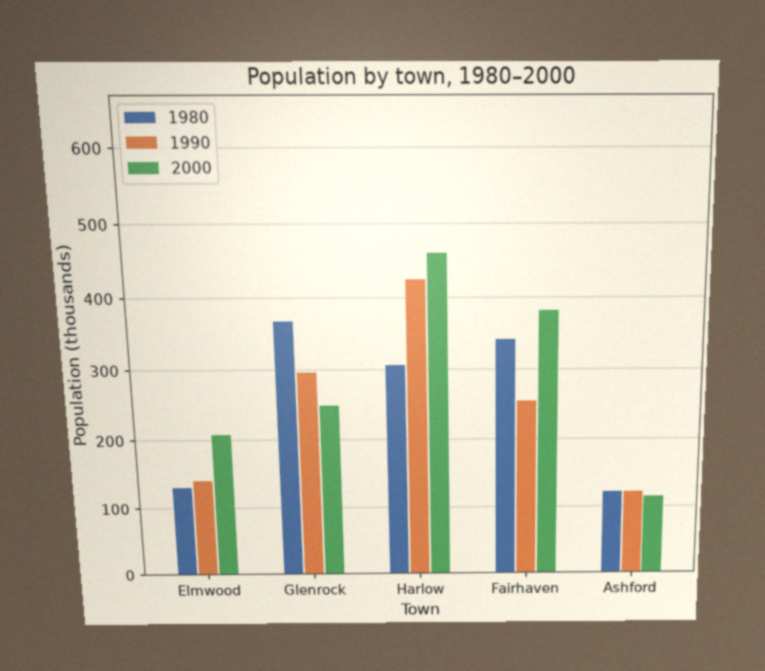 Population by town, 1980–2000
1980
1990
2000
Population (thousands)
600
500
400
300
200
100
0
Elmwood Glenrock Harlow Fairhaven Ashford
Town